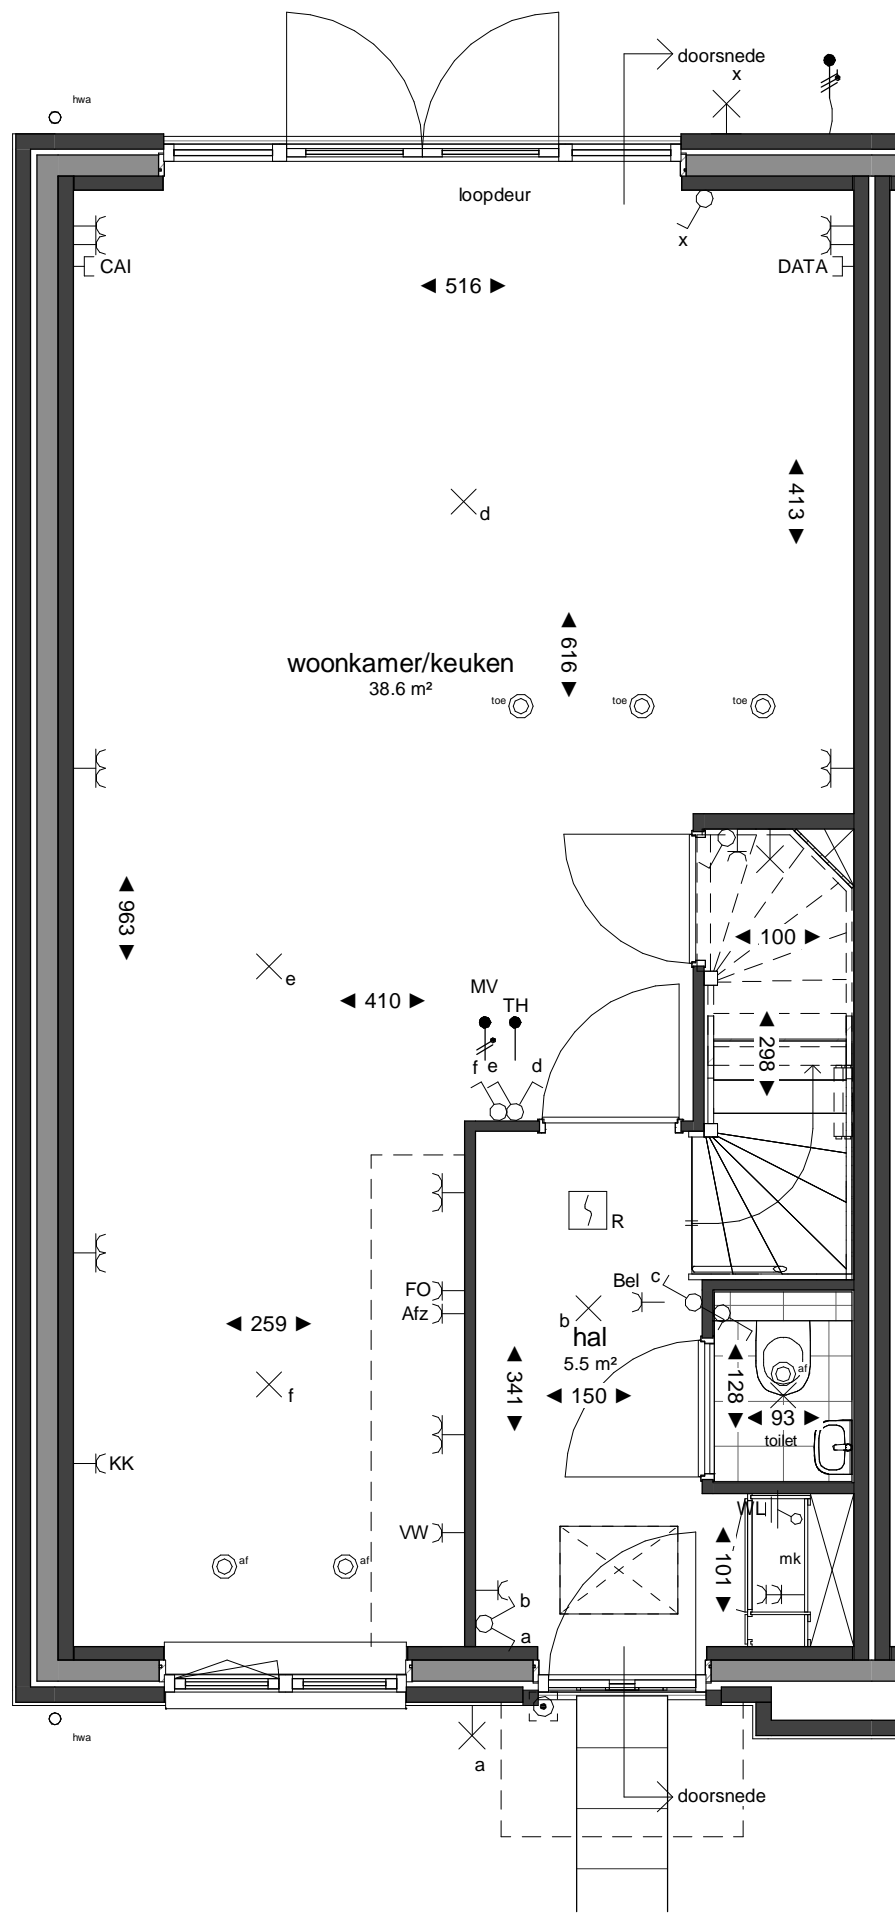 doorsnede
x
hwa
loopdeur
x
CAI
DATA
516
413
d
616
woonkamer/keuken
38.6 m²
toe
toe
toe
963
100
e
410
MV
TH
298
f
e
d
R
Bel
c
FO
Afz
b
259
hal
5.5 m²
341
128
af
f
150
93
toilet
KK
WL
VW
101
mk
af
af
b
a
hwa
a
doorsnede